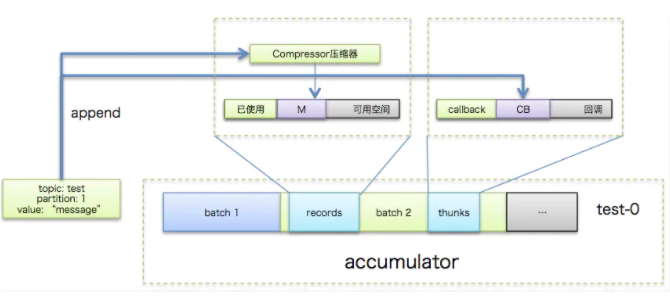 Compressor压缩器
已使用
M
可用空间
callback
CB
回调
append
topic: test
partition: 1
value: “message”
batch 1
records
batch 2
thunks
...
test-0
accumulator